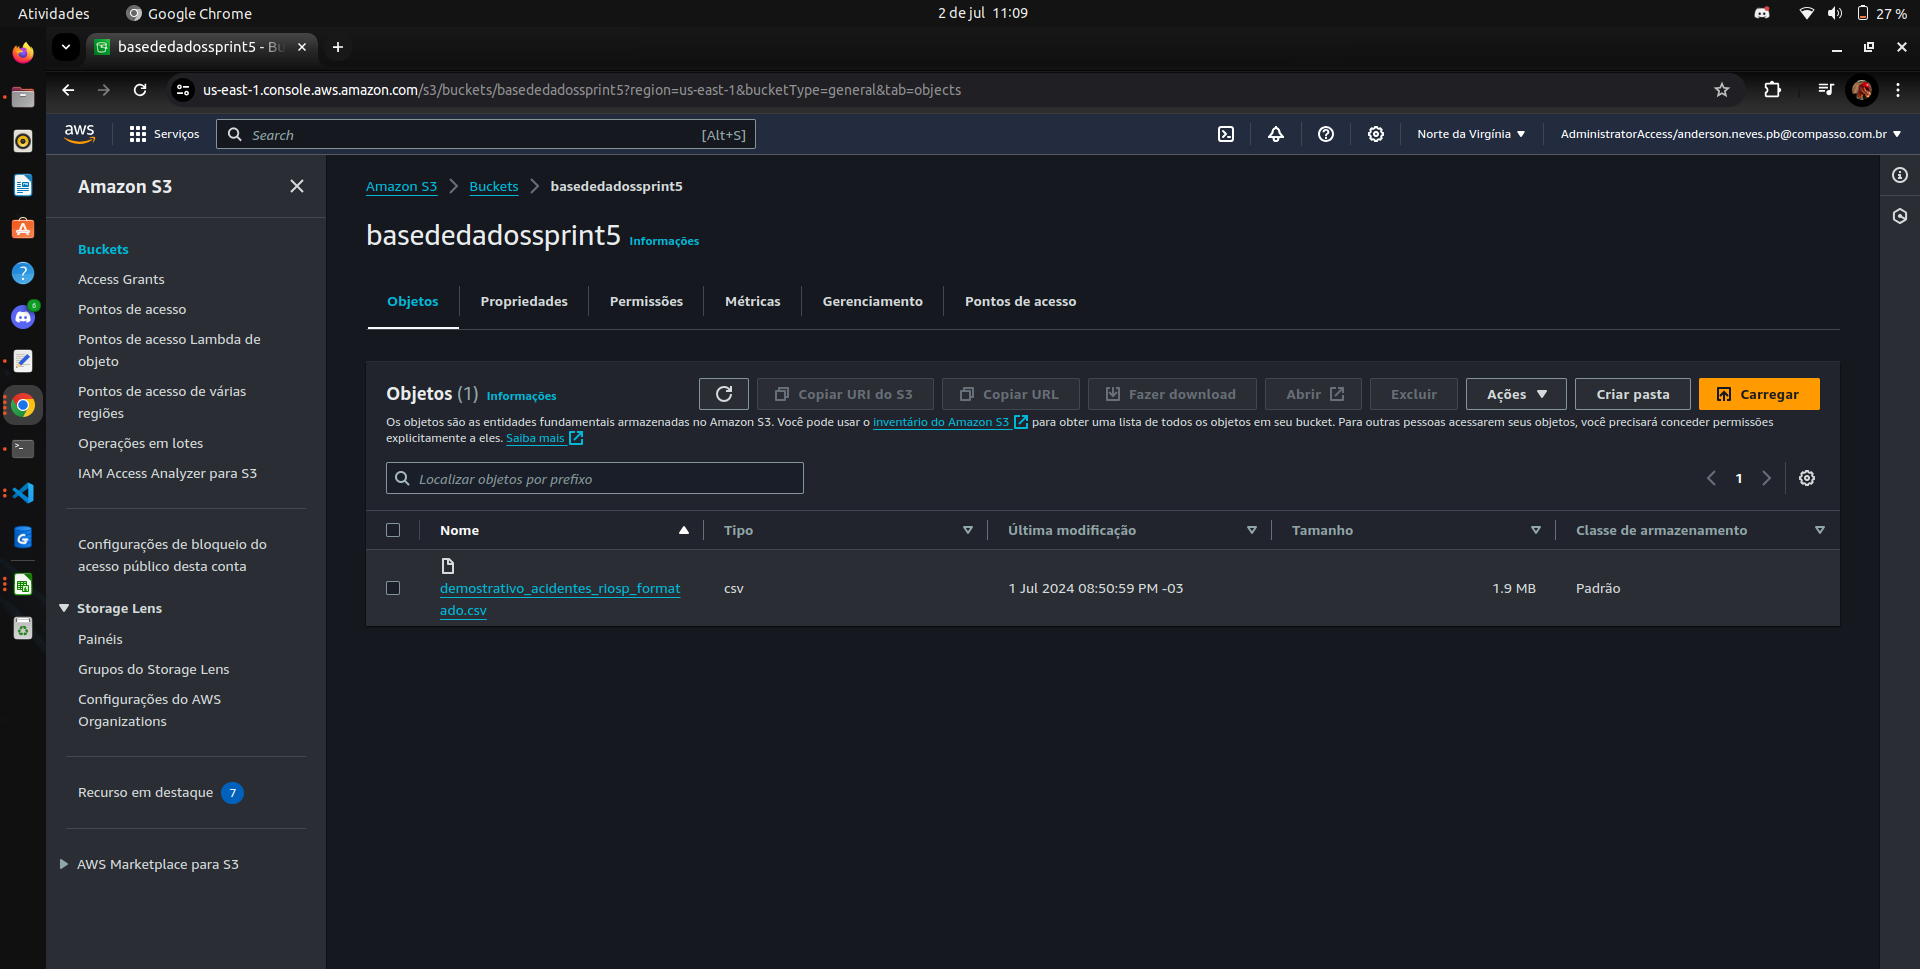 Atividades
Google Chrome
2 de jul 11:09
27 %
basededadossprint5 - Bu
us-east-1.console.aws.amazon.com/s3/buckets/basededadossprint5?region=us-east-1&bucketType=general&tab=objects
aws
Serviços
Search
[Alt+S]
Norte da Virgínia
AdministratorAccess/anderson.neves.pb@compasso.com.br
Amazon S3
Buckets
Access Grants
Pontos de acesso
Pontos de acesso Lambda de
objeto
Pontos de acesso de várias
regiões
Operações em lotes
IAM Access Analyzer para S3
Configurações de bloqueio do
acesso público desta conta
Storage Lens
Painéis
Grupos do Storage Lens
Configurações do AWS
Organizations
Recurso em destaque 7
AWS Marketplace para S3
Amazon S3
Buckets
basededadossprint5
basededadossprint5 Informações
Objetos
Propriedades
Permissões
Métricas
Gerenciamento
Pontos de acesso
Objetos (1) Informações
Copiar URI do S3
Copiar URL
Fazer download
Abrir
Excluir
Ações
Criar pasta
Carregar
Os objetos são as entidades fundamentais armazenadas no Amazon S3. Você pode usar o inventário do Amazon S3 para obter uma lista de todos os objetos em seu bucket. Para outras pessoas acessarem seus objetos, você precisará conceder permissões
explicitamente a eles. Saiba mais
Localizar objetos por prefixo
1
Nome
Tipo
Última modificação
Tamanho
Classe de armazenamento
demostrativo_acidentes_riosp_format
ado.csv
csv
1 Jul 2024 08:50:59 PM -03
1.9 MB
Padrão